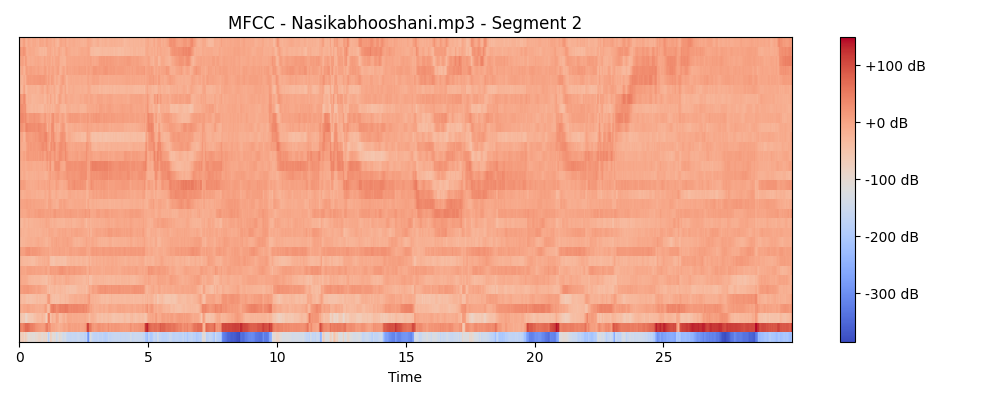 MFCC - Nasikabhooshani.mp3 - Segment 2
+100 dB
+0 dB
-100 dB
-200 dB
-300 dB
0 5 10 15 20 25
Time